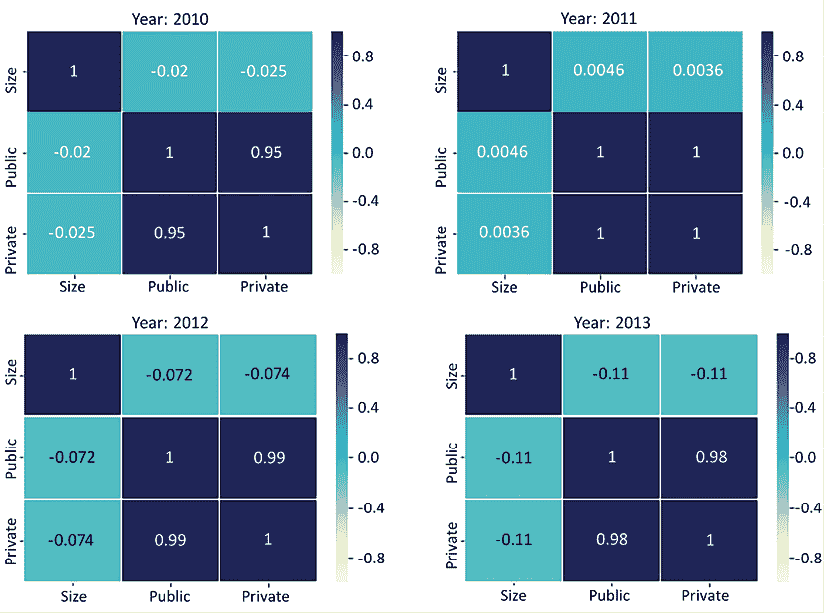 Year: 2010
Size 1 -0.02 -0.025 0.8
0.4
Public -0.02 1 0.95 0.0
-0.4
Private -0.025 0.95 1 -0.8
Size Public Private
Year: 2011
Size 1 0.0046 0.0036 0.8
0.4
Public 0.0046 1 1 0.0
-0.4
Private 0.0036 1 1 -0.8
Size Public Private
Year: 2012
Size 1 -0.072 -0.074 0.8
0.4
Public -0.072 1 0.99 0.0
-0.4
Private -0.074 0.99 1 -0.8
Size Public Private
Year: 2013
Size 1 -0.11 -0.11 0.8
0.4
Public -0.11 1 0.98 0.0
-0.4
Private -0.11 0.98 1 -0.8
Size Public Private